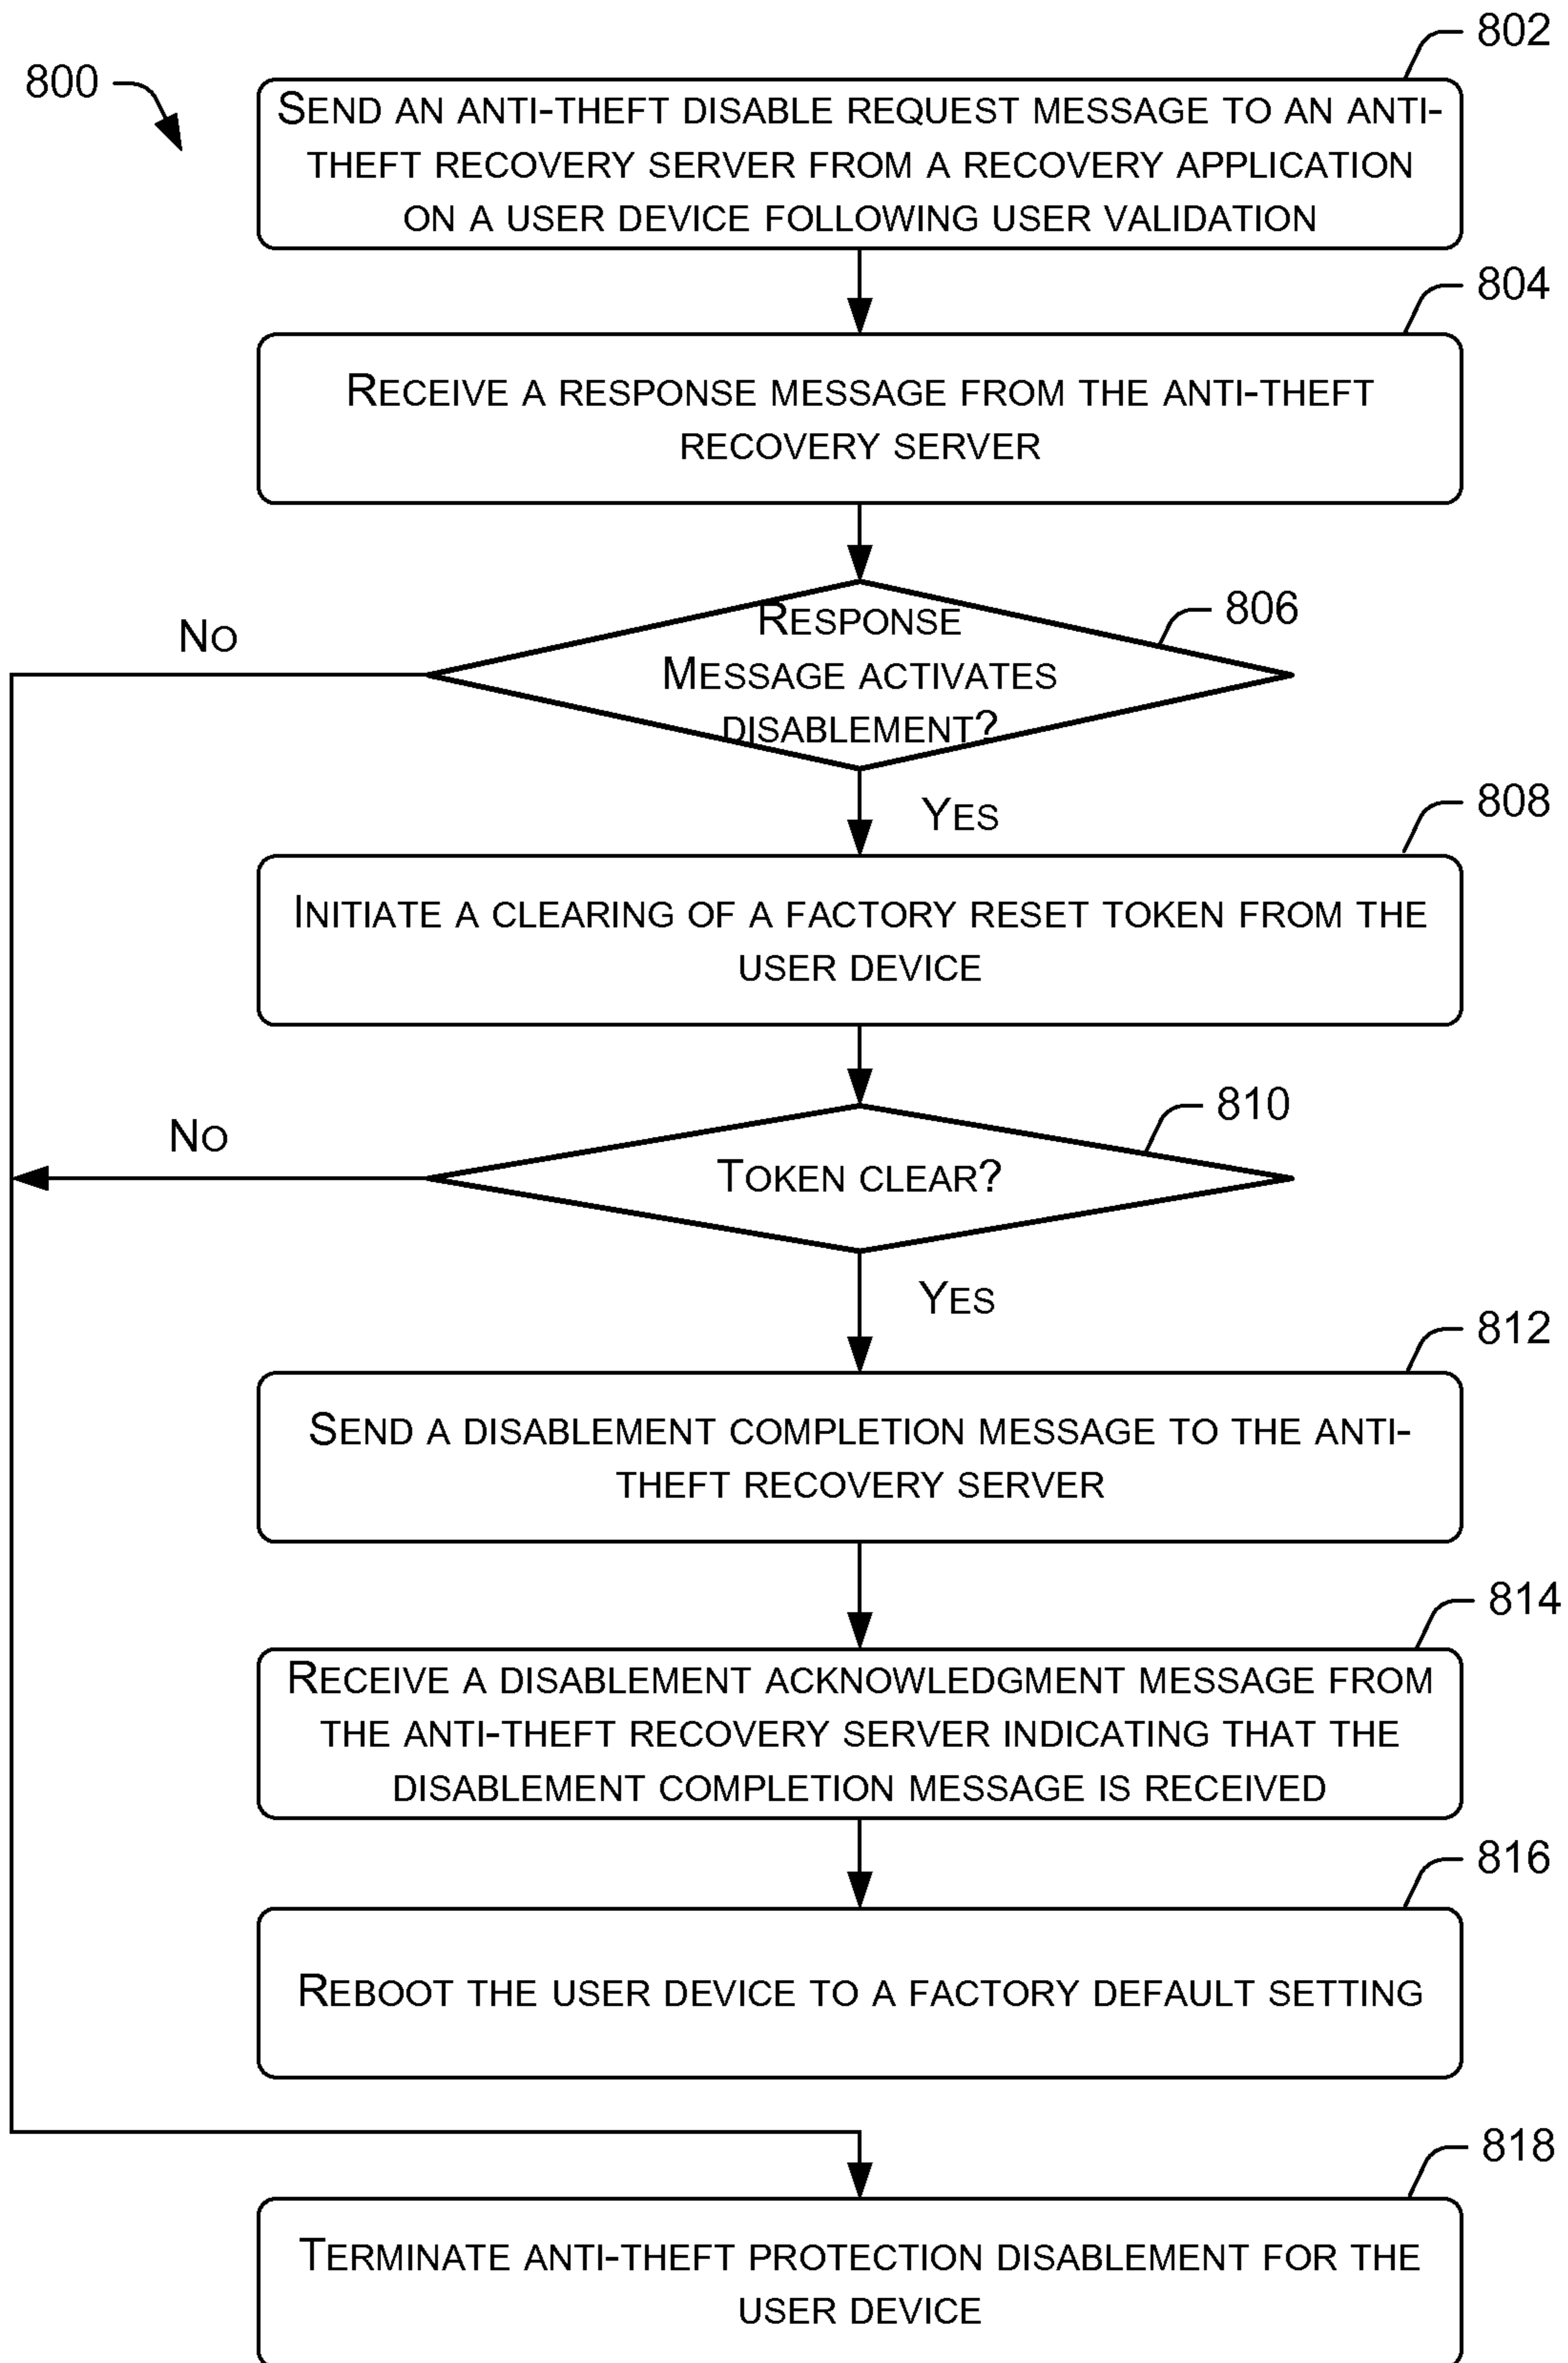 802
800
SEND AN ANTI-THEFT DISABLE REQUEST MESSAGE TO AN ANTI-
THEFT RECOVERY SERVER FROM A RECOVERY APPLICATION
ON A USER DEVICE FOLLOWING USER VALIDATION
804
RECEIVE A RESPONSE MESSAGE FROM THE ANTI-THEFT
RECOVERY SERVER
806
NO
RESPONSE
MESSAGE ACTIVATES
DISABLEMENT?
YES
808
INITIATE A CLEARING OF A FACTORY RESET TOKEN FROM THE
USER DEVICE
810
NO
TOKEN CLEAR?
YES
812
SEND A DISABLEMENT COMPLETION MESSAGE TO THE ANTI-
THEFT RECOVERY SERVER
814
RECEIVE A DISABLEMENT ACKNOWLEDGMENT MESSAGE FROM
THE ANTI-THEFT RECOVERY SERVER INDICATING THAT THE
DISABLEMENT COMPLETION MESSAGE IS RECEIVED
816
REBOOT THE USER DEVICE TO A FACTORY DEFAULT SETTING
818
TERMINATE ANTI-THEFT PROTECTION DISABLEMENT FOR THE
USER DEVICE